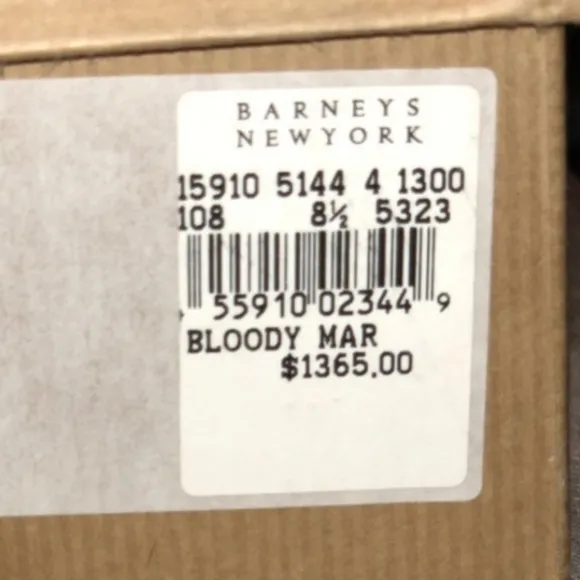 BARNEYS
NEWYORK
15910 5144 4 1300
108 8½ 5323
55910 02344 9
BLOODY MAR
$1365.00